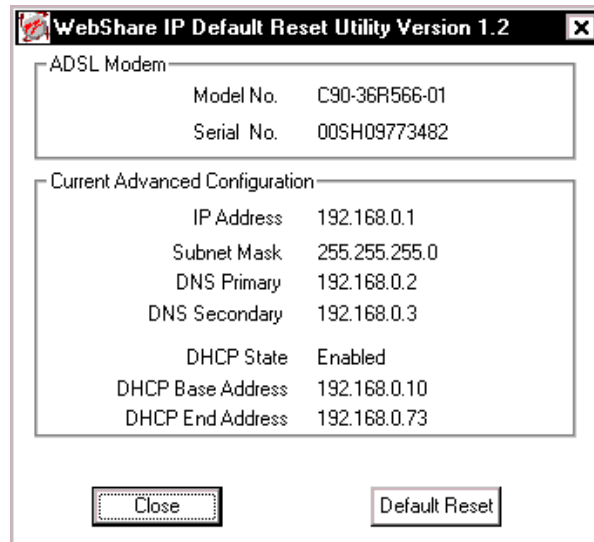 WebShare IP Default Reset Utility Version 1.2
ADSL Modem
Model No. C90-36R566-01
Serial No. 00SH09773482
Current Advanced Configuration
IP Address 192.168.0.1
Subnet Mask 255.255.255.0
DNS Primary 192.168.0.2
DNS Secondary 192.168.0.3
DHCP State Enabled
DHCP Base Address 192.168.0.10
DHCP End Address 192.168.0.73
Close Default Reset